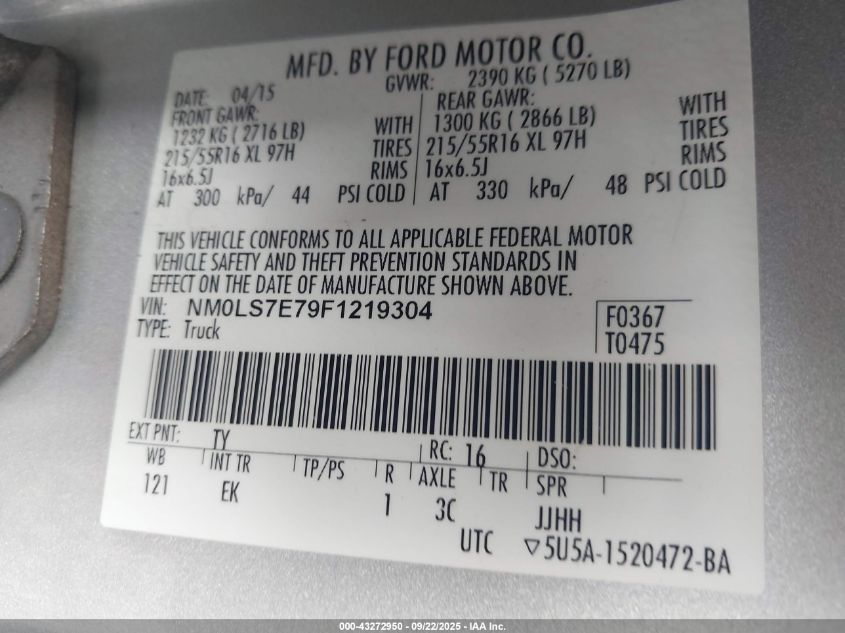 MFD. BY FORD MOTOR CO.
DATE: 04/15 GVWR: 2390 KG ( 5270 LB)
FRONT GAWR: REAR GAWR:
1232 KG ( 2716 LB) WITH 1300 KG ( 2866 LB) WITH
215/55R16 XL 97H TIRES 215/55R16 XL 97H TIRES
16x6.5J RIMS 16x6.5J RIMS
AT 300 kPa/ 44 PSI COLD AT 330 kPa/ 48 PSI COLD
THIS VEHICLE CONFORMS TO ALL APPLICABLE FEDERAL MOTOR
VEHICLE SAFETY AND THEFT PREVENTION STANDARDS IN
EFFECT ON THE DATE OF MANUFACTURE SHOWN ABOVE.
VIN: NM0LS7E79F1219304 F0367
TYPE: Truck T0475
EXT PNT: TY RC: 16 DSO:
WB INT TR TP/PS R AXLE TR SPR
121 EK 1 3C JJHH
UTC ▽5U5A-1520472-BA
000-43272950 - 09/22/2025 - IAA Inc.